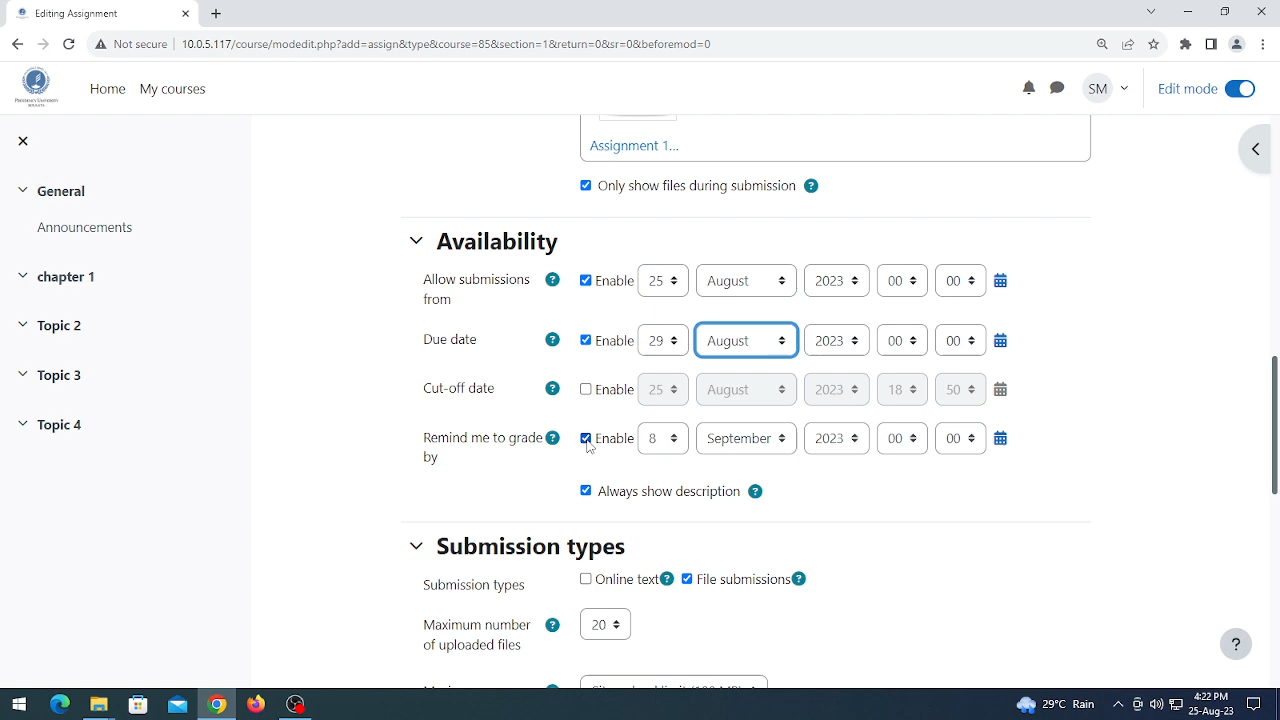 Editing Assignment
Not secure
10.0.5.117/course/modedit.php?add=assign&type&course=85&section=1&return=0&sr=0&beforemod=0
Home My courses
SM
Edit mode
General
Announcements
chapter 1
Topic 2
Topic 3
Topic 4
Assignment 1...
Only show files during submission ?
Availability
Allow submissions from ? Enable 25 August 2023 00 00
Due date ? Enable 29 August 2023 00 00
Cut-off date ? Enable 25 August 2023 18 50
Remind me to grade by ? Enable 8 September 2023 00 00
Always show description ?
Submission types
Submission types Online text ? File submissions ?
Maximum number of uploaded files ? 20
?
29°C Rain
4:22 PM
25-Aug-23